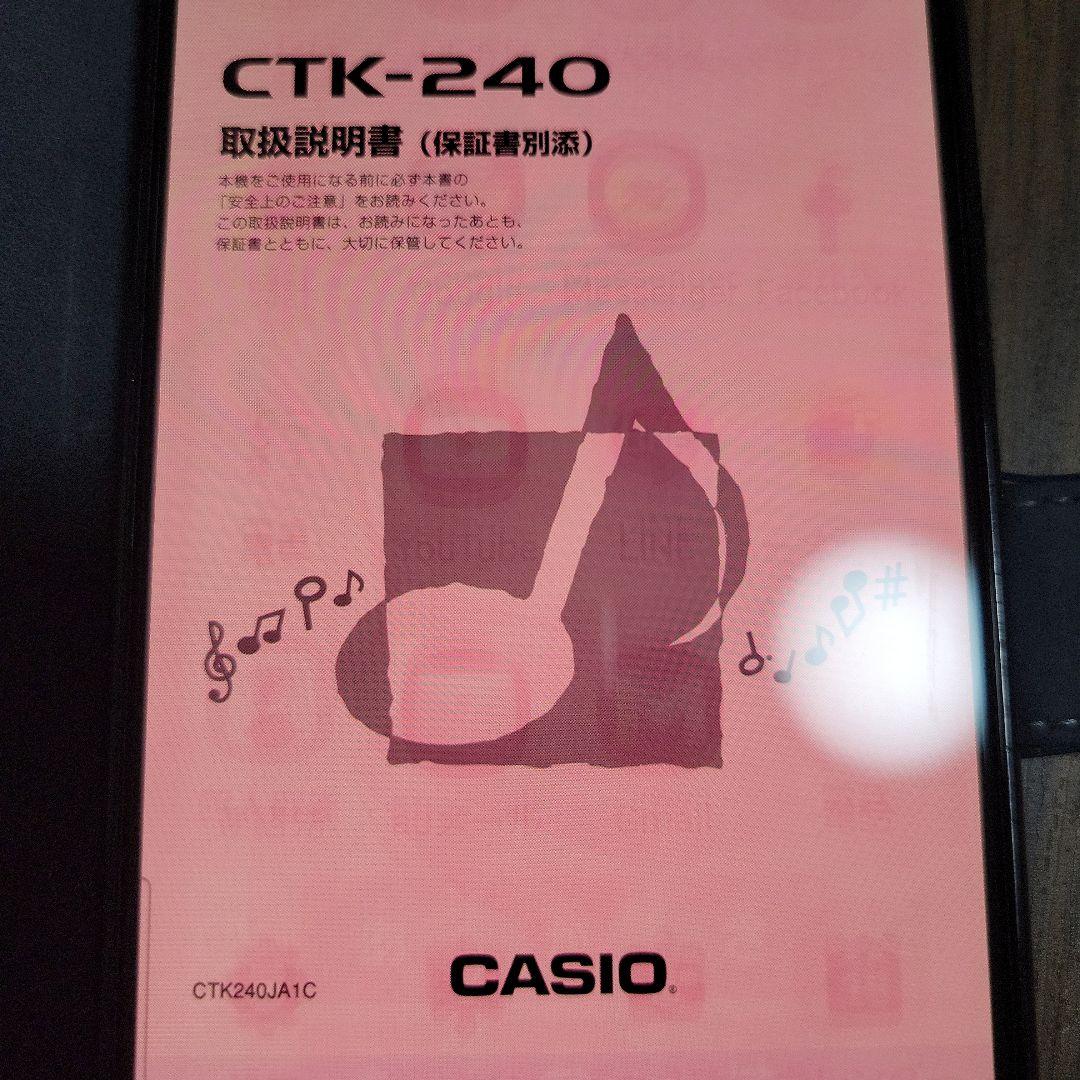 CTK-240
取扱説明書（保証書別添）
本機をご使用になる前に必ず本書の
「安全上のご注意」をお読みください。
この取扱説明書は、お読みになったあとも、
保証書とともに、大切に保管してください。
Facebook
YouTube
LINE
CTK240JA1C
CASIO®